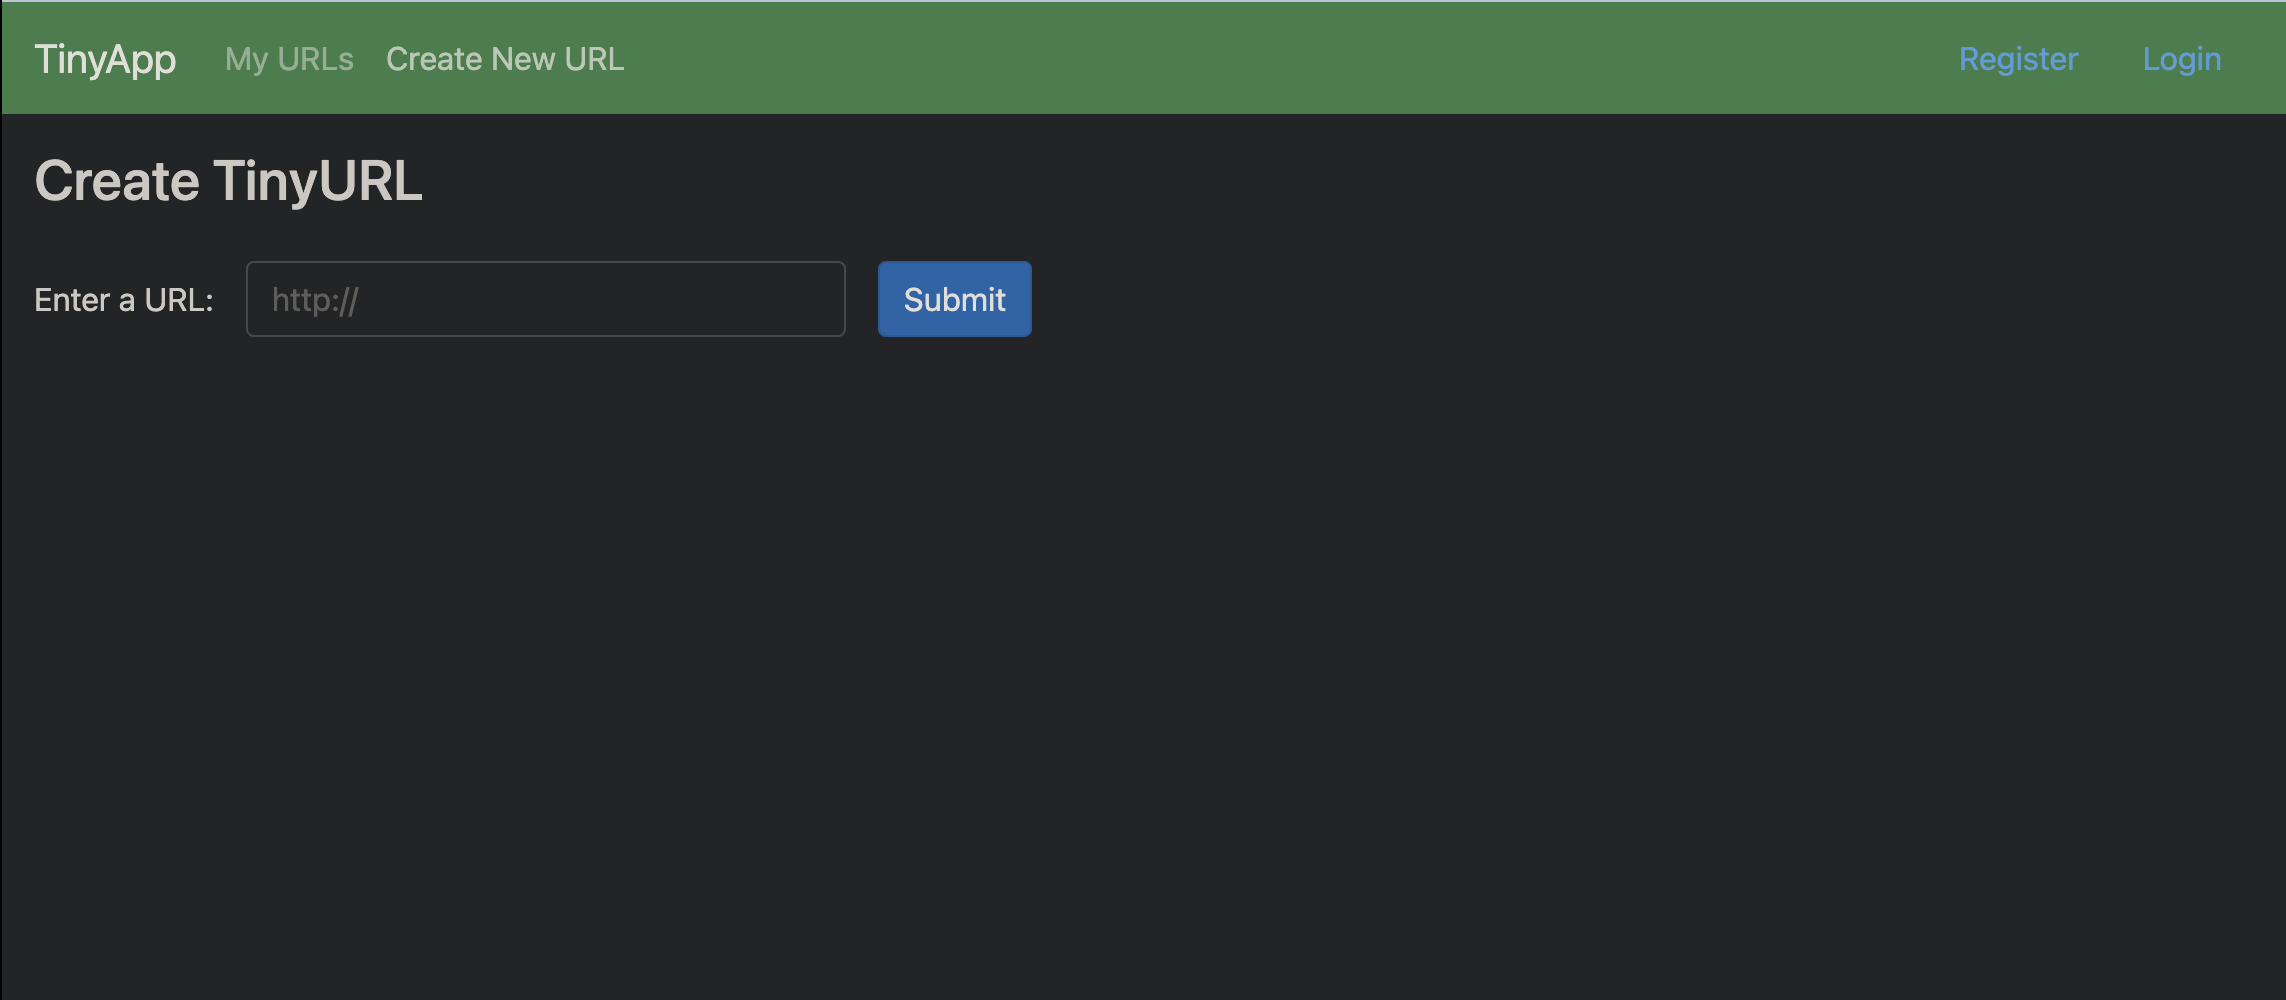 TinyApp My URLs Create New URL Register Login
Create TinyURL
Enter a URL: http:// Submit